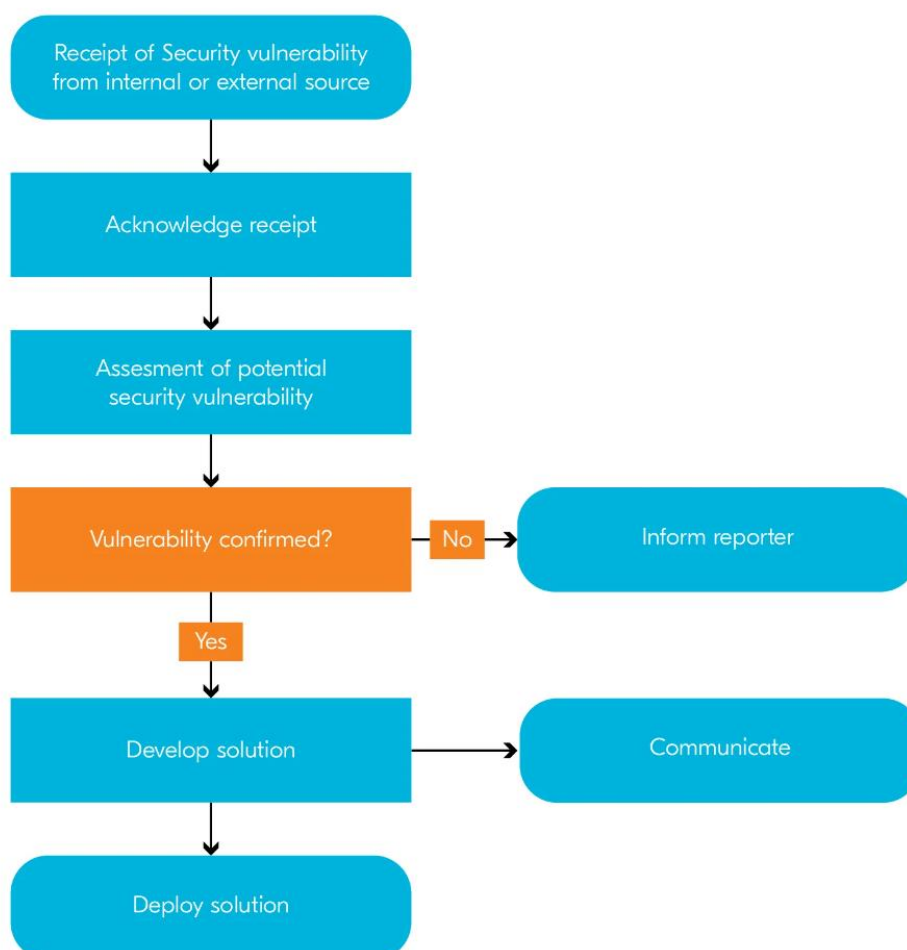 Receipt of Security vulnerability
from internal or external source
Acknowledge receipt
Assesment of potential
security vulnerability
Vulnerability confirmed?
No
Inform reporter
Yes
Develop solution
Communicate
Deploy solution